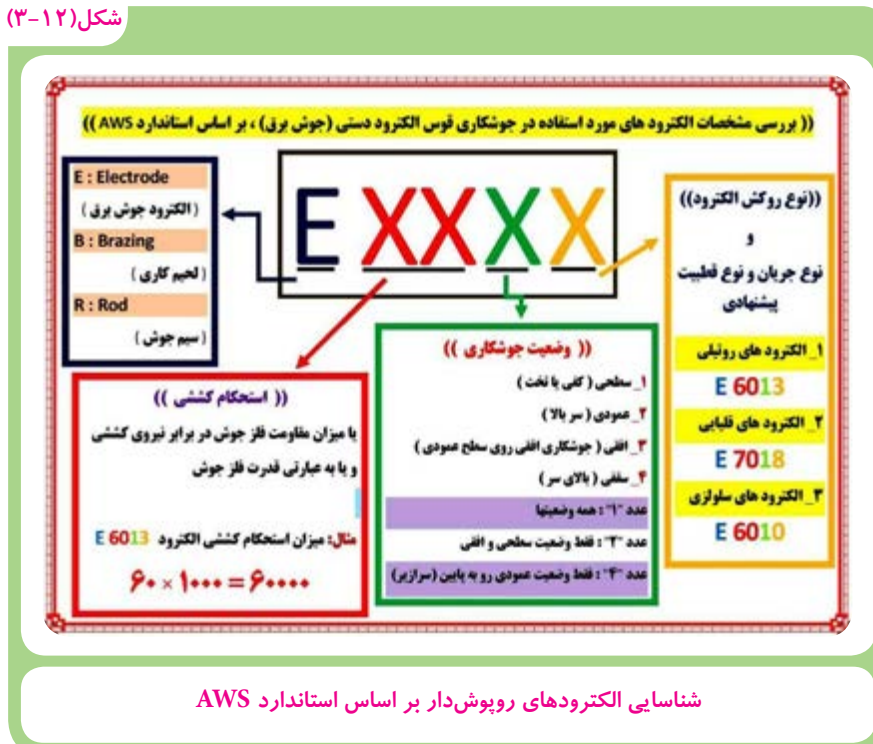 شکل(۱۲-۳)
(( بررسی مشخصات الکترود های مورد استفاده در جوشکاری قوس الکترود دستی (جوش برق) ، بر اساس استاندارد AWS ))
E XXXX
E : Electrode
( الکترود جوش برق )
B : Brazing
( لحیم کاری )
R : Rod
( سیم جوش )
((نوع روکش الکترود))
و
نوع جریان و نوع قطبیت
پیشنهادی
۱_ الکترود های روتیلی
E 6013
۲_ الکترود های قلیایی
E 7018
۳_ الکترود های سلولزی
E 6010
(( وضعیت جوشکاری ))
۱_ سطحی ( کفی یا تخت )
۲_ عمودی ( سر بالا )
۳_ افقی ( جوشکاری افقی روی سطح عمودی )
۴_ سقفی ( بالای سر )
عدد "۱" : همه وضعیتها
عدد "۲" : فقط وضعیت سطحی و افقی
عدد "۴" : فقط وضعیت عمودی رو به پایین (سرازیر)
(( استحکام کششی ))
یا میزان مقاومت فلز جوش در برابر نیروی کششی
و یا به عبارتی قدرت فلز جوش
مثال: میزان استحکام کششی الکترود E 6013
۶۰ × ۱۰۰۰ = ۶۰۰۰۰
شناسایی الکترودهای روپوش‌دار بر اساس استاندارد AWS